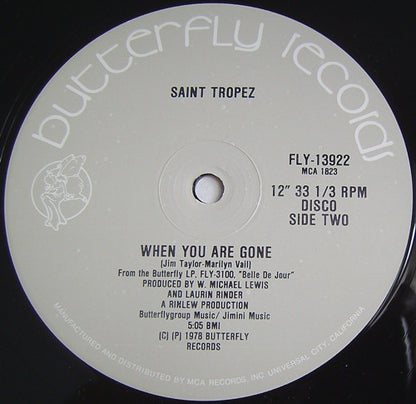 butterfly records
SAINT TROPEZ
FLY-13922
MCA 1823
12" 33 1/3 RPM
DISCO
SIDE TWO
WHEN YOU ARE GONE
(Jim Taylor-Marilyn Vail)
From the Butterfly LP, FLY-3100, "Belle De Jour"
PRODUCED BY W. MICHAEL LEWIS
AND LAURIN RINDER
A RINLEW PRODUCTION
Butterflygroup Music/ Jimini Music
5:05 BMI
(C) (P) 1978 BUTTERFLY
RECORDS
MANUFACTURED AND DISTRIBUTED BY MCA RECORDS, INC UNIVERSAL CITY, CALIFORNIA